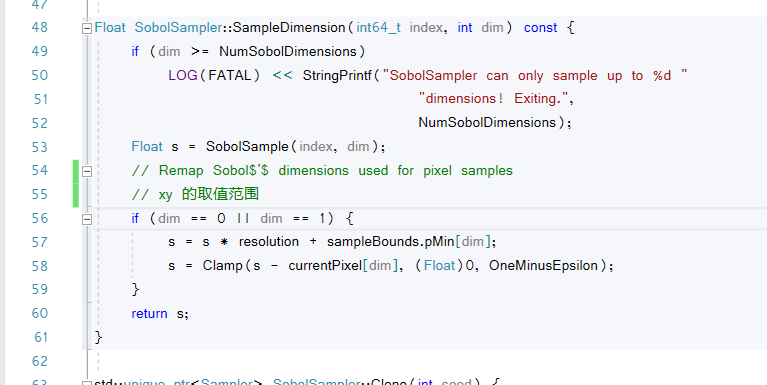 47
48 Float SobolSampler::SampleDimension(int64_t index, int dim) const {
49 if (dim >= NumSobolDimensions)
50 LOG(FATAL) << StringPrintf("SobolSampler can only sample up to %d "
51 "dimensions! Exiting.",
52 NumSobolDimensions);
53 Float s = SobolSample(index, dim);
54 // Remap Sobol$'$ dimensions used for pixel samples
55 // xy 的取值范围
56 if (dim == 0 || dim == 1) {
57 s = s * resolution + sampleBounds.pMin[dim];
58 s = Clamp(s - currentPixel[dim], (Float)0, OneMinusEpsilon);
59 }
60 return s;
61 }
62
63 std::unique_ptr<Sampler> SobolSampler::Clone(int seed) {